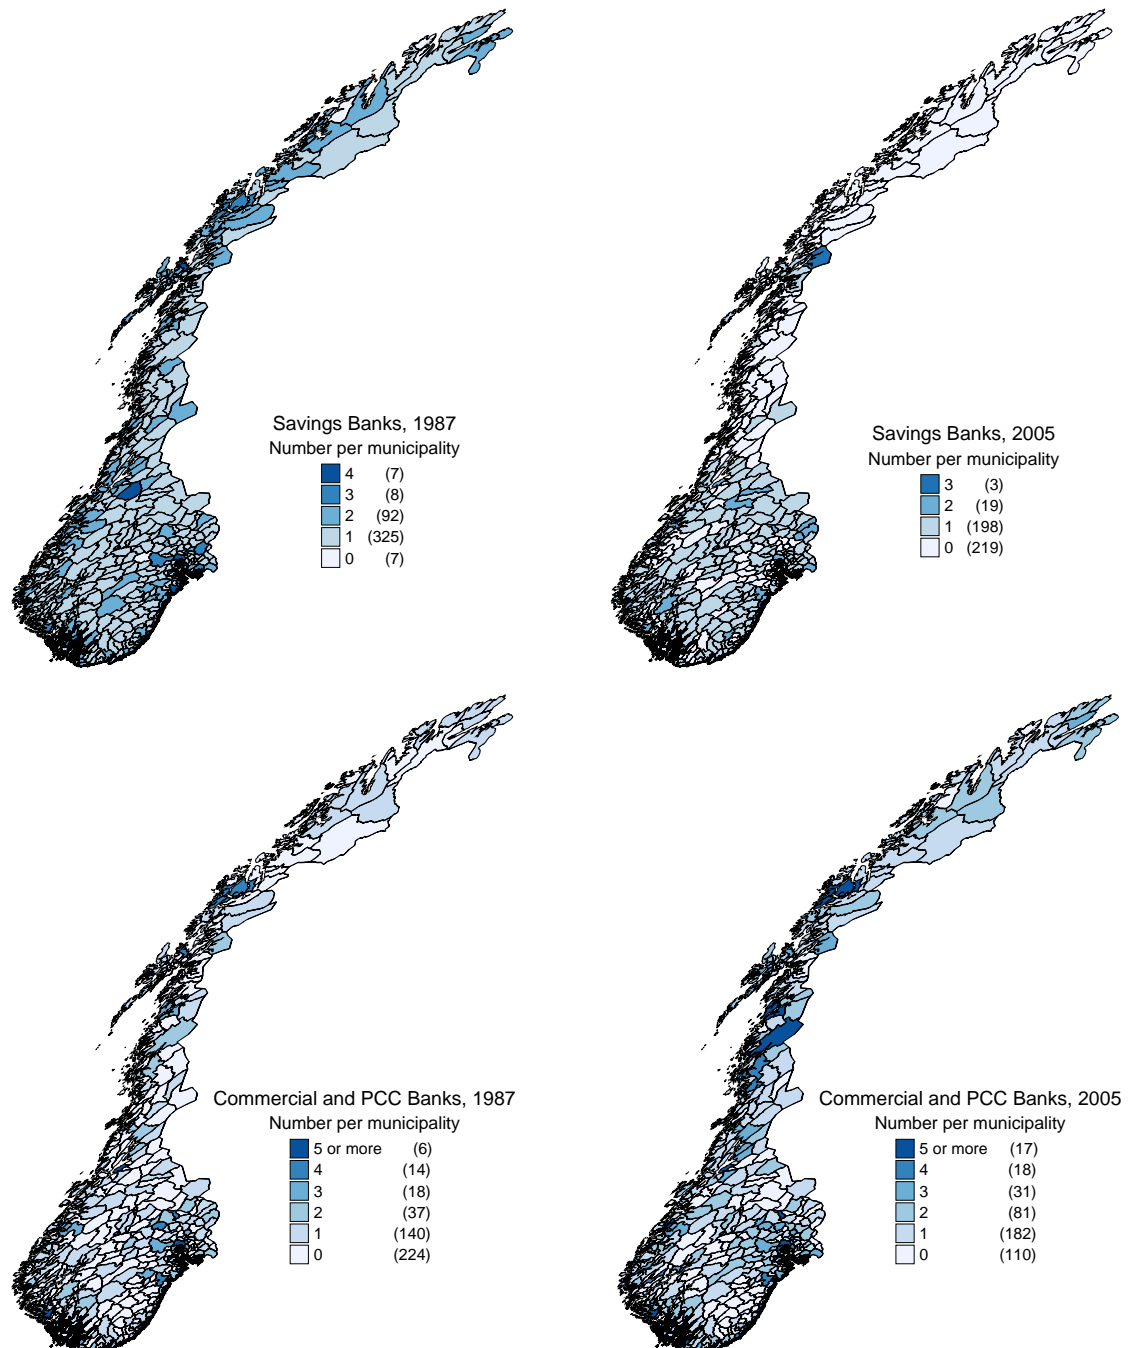 Savings Banks, 1987
Number per municipality
4 (7)
3 (8)
2 (92)
1 (325)
0 (7)
Savings Banks, 2005
Number per municipality
3 (3)
2 (19)
1 (198)
0 (219)
Commercial and PCC Banks, 1987
Number per municipality
5 or more (6)
4 (14)
3 (18)
2 (37)
1 (140)
0 (224)
Commercial and PCC Banks, 2005
Number per municipality
5 or more (17)
4 (18)
3 (31)
2 (81)
1 (182)
0 (110)